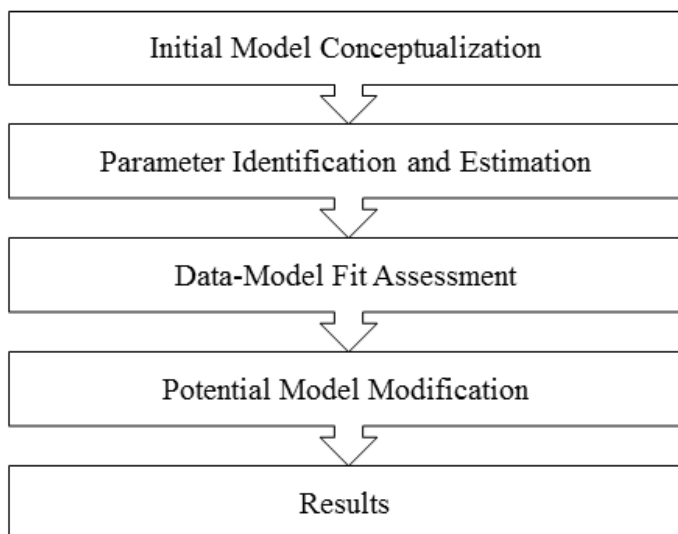 Initial Model Conceptualization
Parameter Identification and Estimation
Data-Model Fit Assessment
Potential Model Modification
Results